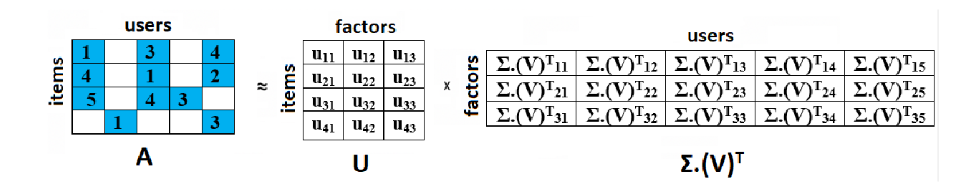 users
items
1 3 4
4 1 2
5 4 3
1 3
A
≈
factors
items
u11 u12 u13
u21 u22 u23
u31 u32 u33
u41 u42 u43
U
x
users
factors
Σ.(V)ᵀ11 Σ.(V)ᵀ12 Σ.(V)ᵀ13 Σ.(V)ᵀ14 Σ.(V)ᵀ15
Σ.(V)ᵀ21 Σ.(V)ᵀ22 Σ.(V)ᵀ23 Σ.(V)ᵀ24 Σ.(V)ᵀ25
Σ.(V)ᵀ31 Σ.(V)ᵀ32 Σ.(V)ᵀ33 Σ.(V)ᵀ34 Σ.(V)ᵀ35
Σ.(V)ᵀ